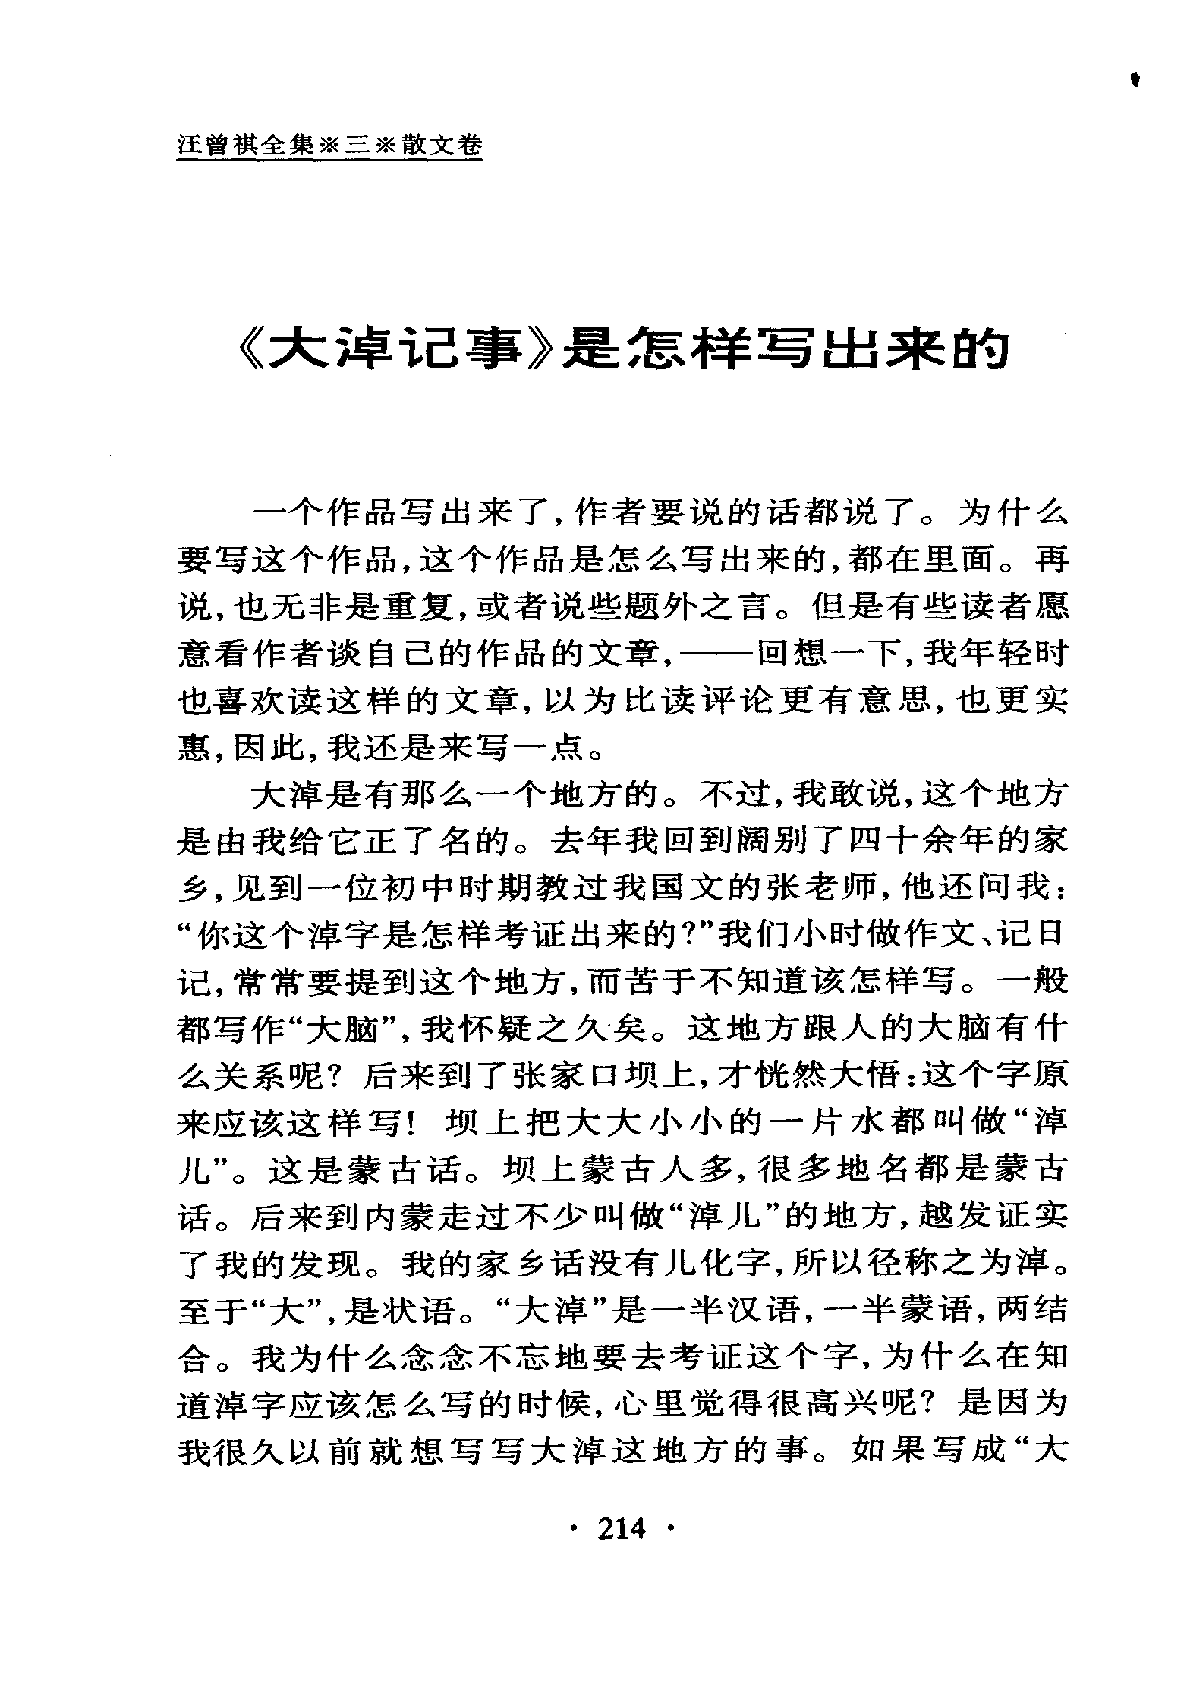 汪曾祺全集※三※散文卷
《大淖记事》是怎样写出来的
一个作品写出来了,作者要说的话都说了。为什么
要写这个作品,这个作品是怎么写出来的,都在里面。再
说,也无非是重复,或者说些题外之言。但是有些读者愿
意看作者谈自己的作品的文章,——回想一下,我年轻时
也喜欢读这样的文章,以为比读评论更有意思,也更实
惠,因此,我还是来写一点。
大淖是有那么一个地方的。不过,我敢说,这个地方
是由我给它正了名的。去年我回到阔别了四十余年的家
乡,见到一位初中时期教过我国文的张老师,他还问我:
“你这个淖字是怎样考证出来的?”我们小时做作文、记日
记,常常要提到这个地方,而苦于不知道该怎样写。一般
都写作“大脑”,我怀疑之久矣。这地方跟人的大脑有什
么关系呢?后来到了张家口坝上,才恍然大悟:这个字原
来应该这样写!坝上把大大小小的一片水都叫做“淖
儿”。这是蒙古话。坝上蒙古人多,很多地名都是蒙古
话。后来到内蒙走过不少叫做“淖儿”的地方,越发证实
了我的发现。我的家乡话没有儿化字,所以径称之为淖。
至于“大”,是状语。“大淖”是一半汉语,一半蒙语,两结
合。我为什么念念不忘地要去考证这个字,为什么在知
道淖字应该怎么写的时候,心里觉得很高兴呢?是因为
我很久以前就想写写大淖这地方的事。如果写成“大
· 214 ·